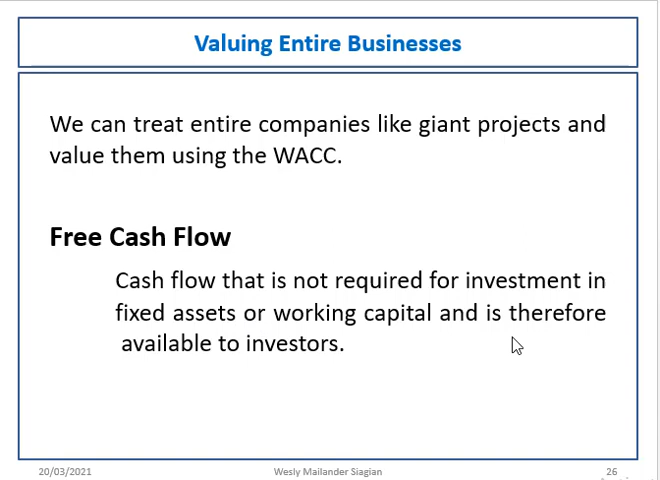 Valuing Entire Businesses
We can treat entire companies like giant projects and
value them using the WACC.
Free Cash Flow
Cash flow that is not required for investment in
fixed assets or working capital and is therefore
available to investors.
20/03/2021
Wesly Mailander Siagian
26